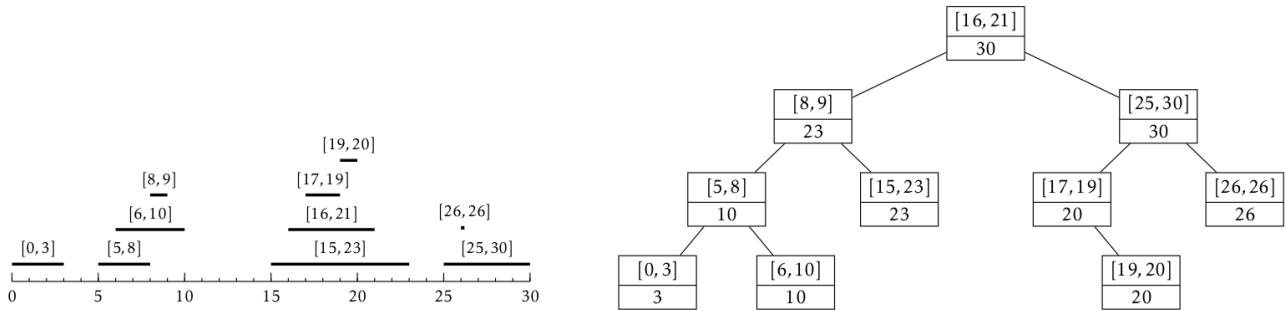 [19,20]
[8,9] [17,19]
[6,10] [16,21] [26,26]
[0,3] [5,8] [15,23] [25,30]
0 5 10 15 20 25 30
[16,21]
30
[8,9] [25,30]
23 30
[5,8] [15,23] [17,19] [26,26]
10 23 20 26
[0,3] [6,10] [19,20]
3 10 20